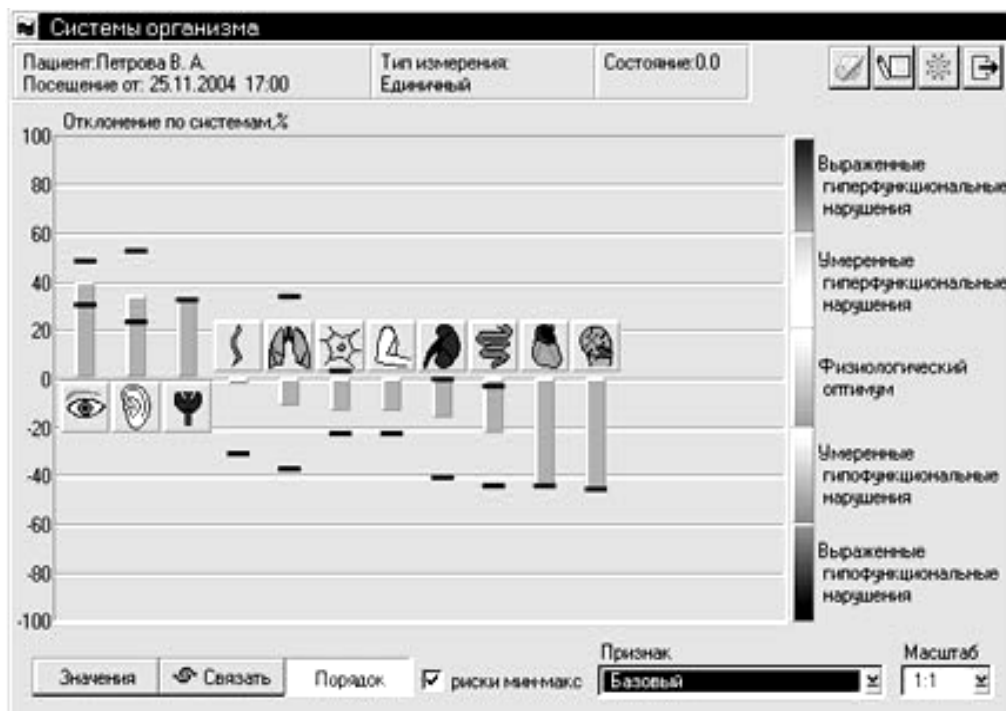 Системы организма
Пациент:Петрова В. А.
Посещение от: 25.11.2004 17:00
Тип измерения:
Единичный
Состояние:0.0
Отклонение по системам,%
100
80
60
40
20
0
-20
-40
-60
-80
-100
Выраженные
гиперфункциональные
нарушения
Умеренные
гиперфункциональные
нарушения
Физиологический
оптимум
Умеренные
гипофункциональные
нарушения
Выраженные
гипофункциональные
нарушения
Значения
Связать
Порядок
риски мин-макс
Признак
Базовый
Масштаб
1:1